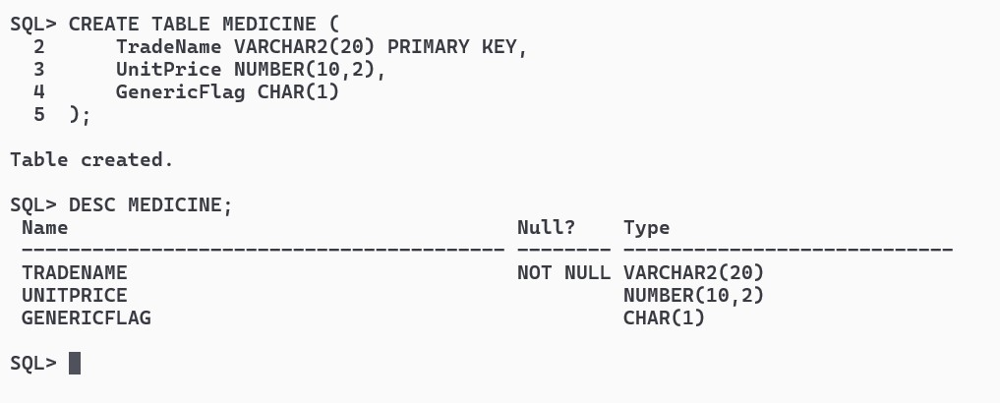 SQL> CREATE TABLE MEDICINE (
  2      TradeName VARCHAR2(20) PRIMARY KEY,
  3      UnitPrice NUMBER(10,2),
  4      GenericFlag CHAR(1)
  5  );
Table created.
SQL> DESC MEDICINE;
 Name                                      Null?    Type
 ----------------------------------------- -------- ----------------------------
 TRADENAME                                 NOT NULL VARCHAR2(20)
 UNITPRICE                                          NUMBER(10,2)
 GENERICFLAG                                        CHAR(1)
SQL>